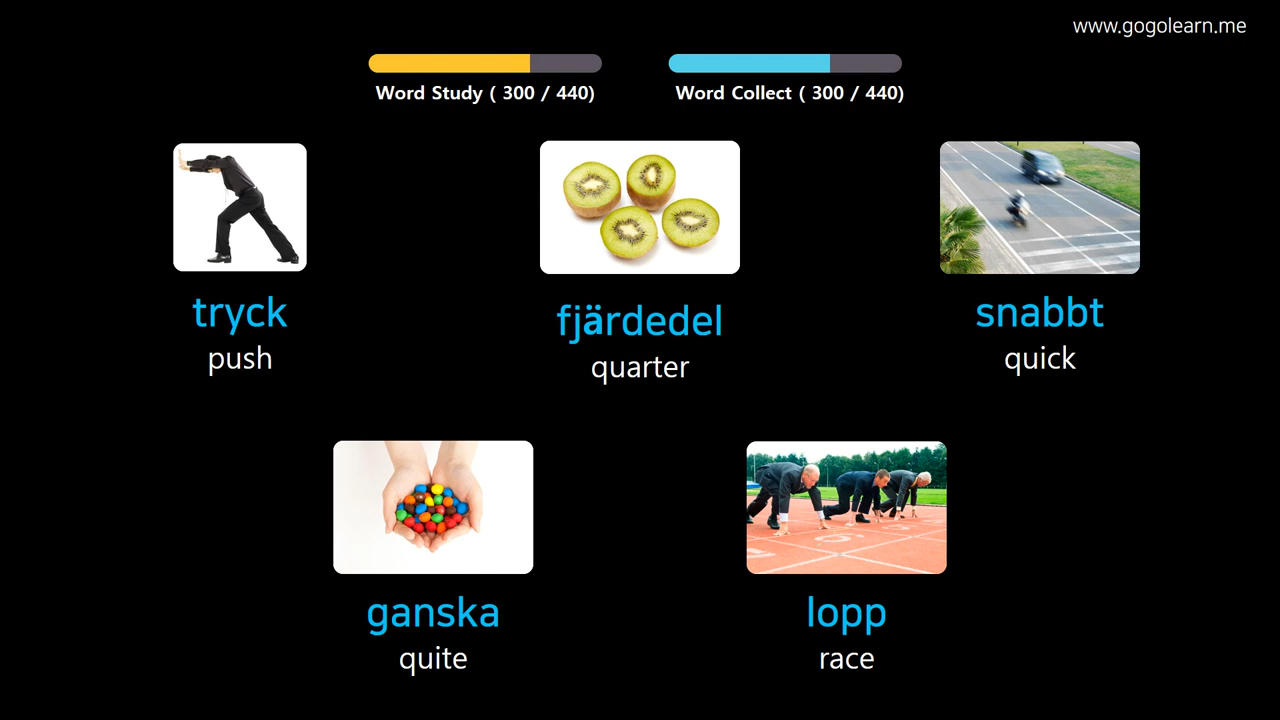 www.gogolearn.me
Word Study ( 300 / 440)
Word Collect ( 300 / 440)
tryck
push
fjärdedel
quarter
snabbt
quick
ganska
quite
lopp
race